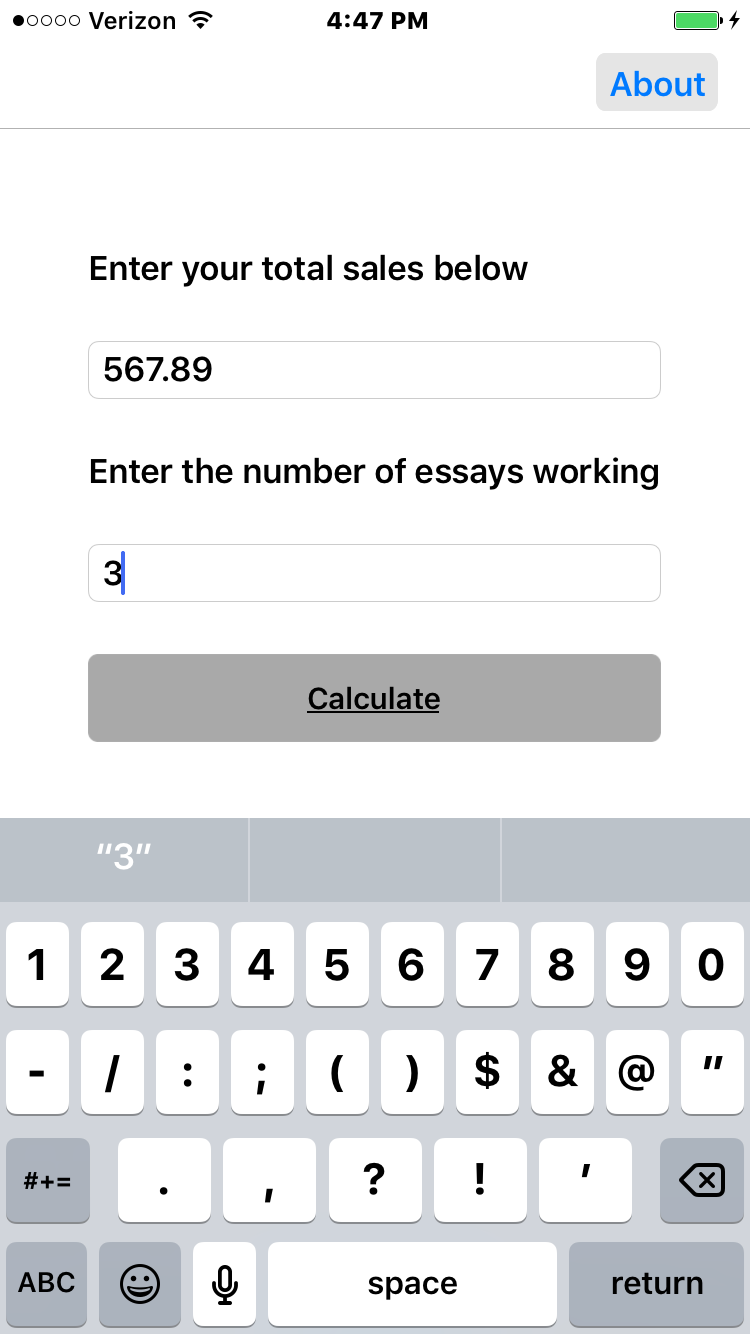 Verizon 4:47 PM
About
Enter your total sales below
567.89
Enter the number of essays working
3
Calculate
“3”
1 2 3 4 5 6 7 8 9 0
- / : ; ( ) $ & @ "
#+= . , ? ! '
ABC space return